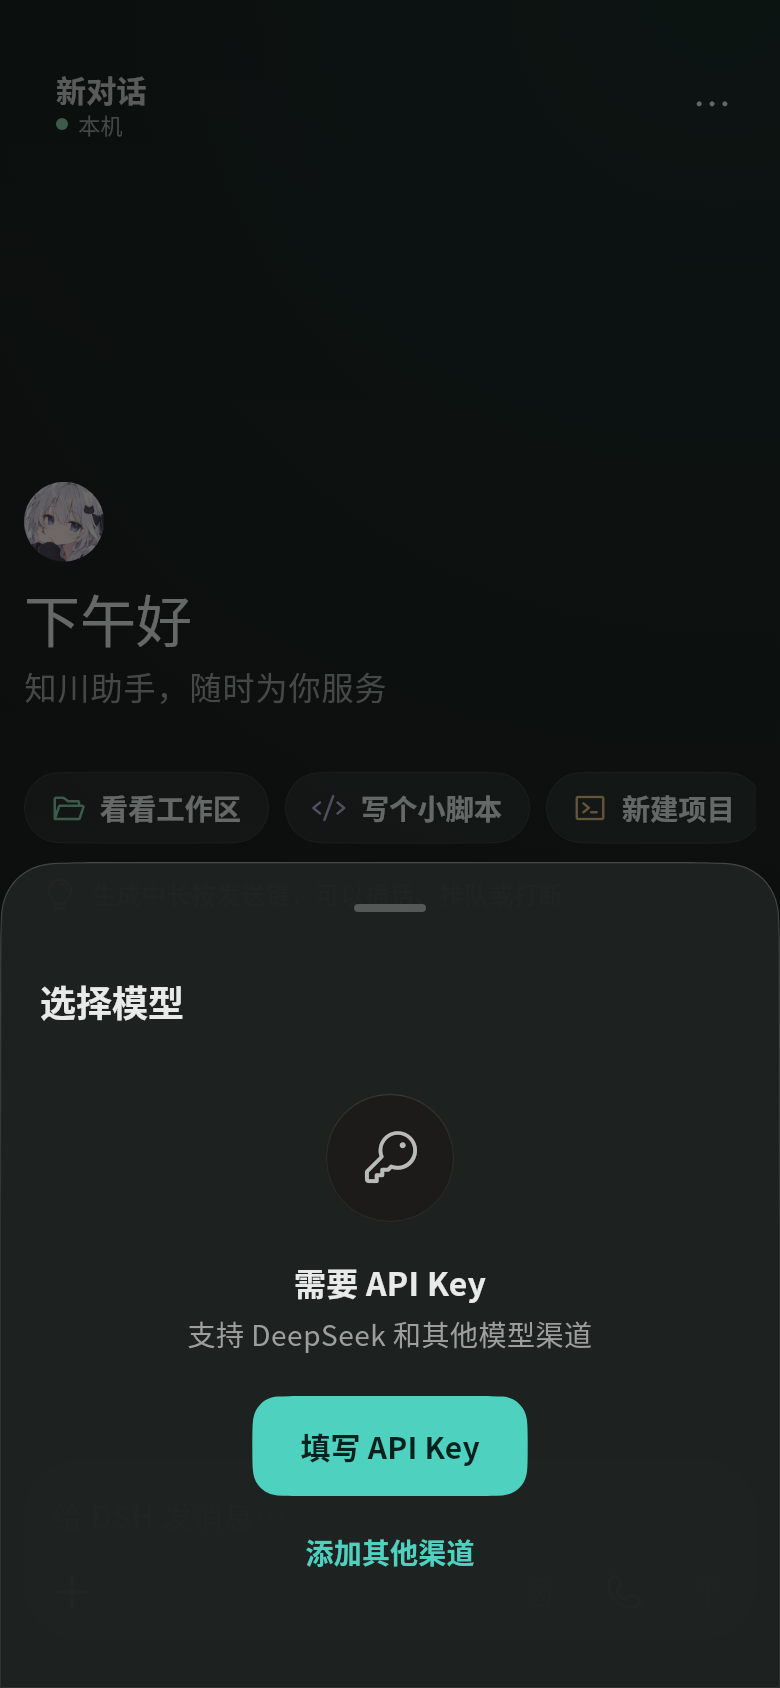 新对话
本机
下午好
知川助手，随时为你服务
看看工作区
写个小脚本
新建项目
选择模型
需要 API Key
支持 DeepSeek 和其他模型渠道
填写 API Key
添加其他渠道